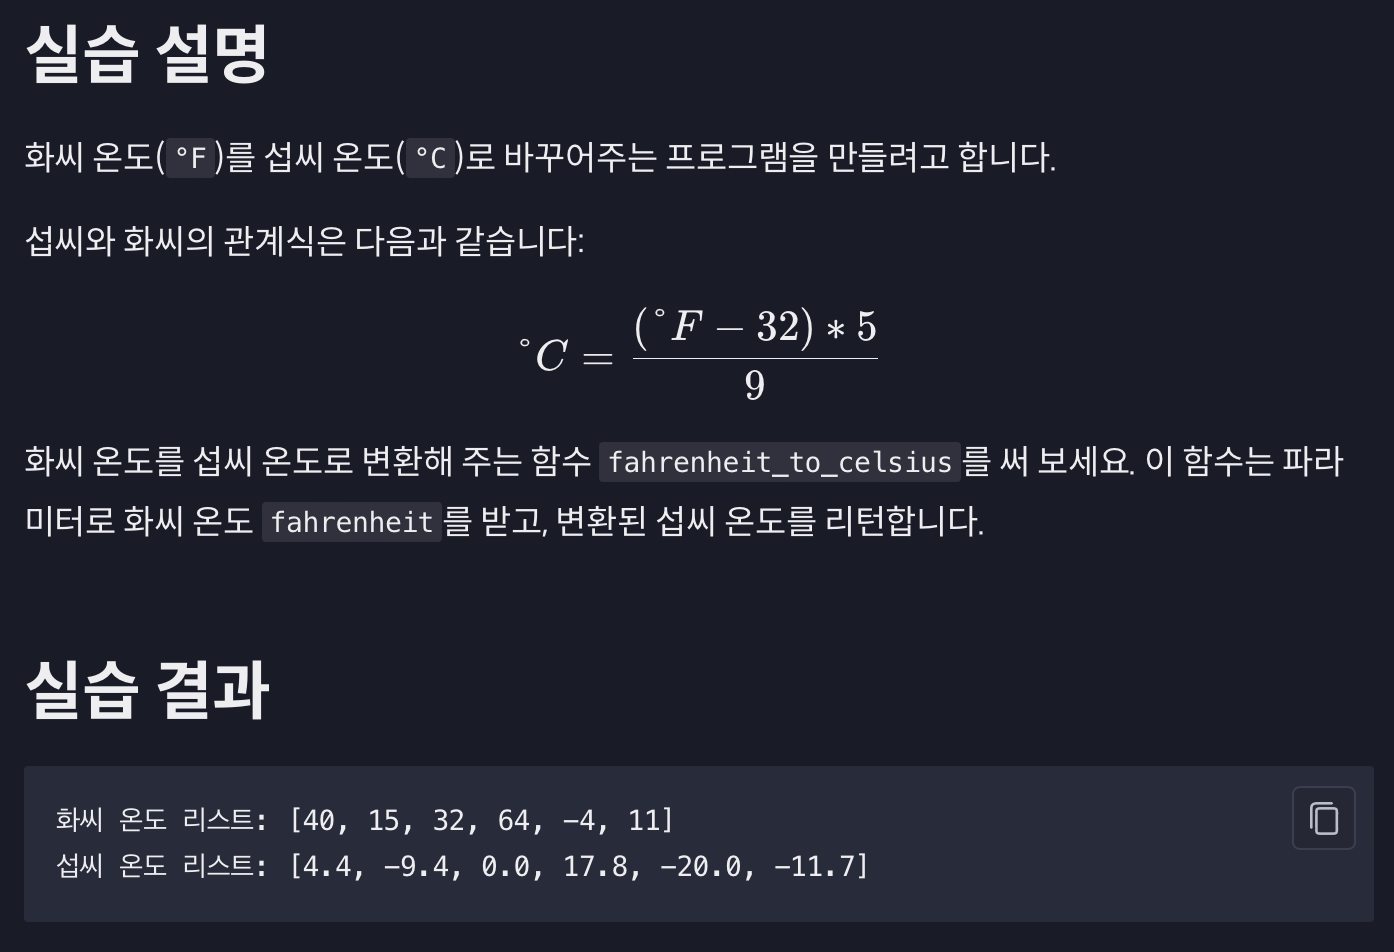 실습 설명
화씨 온도(°F)를 섭씨 온도(°C)로 바꾸어주는 프로그램을 만들려고 합니다.
섭씨와 화씨의 관계식은 다음과 같습니다:
°C = (°F − 32) * 5 / 9
화씨 온도를 섭씨 온도로 변환해 주는 함수 fahrenheit_to_celsius를 써 보세요. 이 함수는 파라
미터로 화씨 온도 fahrenheit를 받고, 변환된 섭씨 온도를 리턴합니다.
실습 결과
화씨 온도 리스트: [40, 15, 32, 64, -4, 11]
섭씨 온도 리스트: [4.4, -9.4, 0.0, 17.8, -20.0, -11.7]